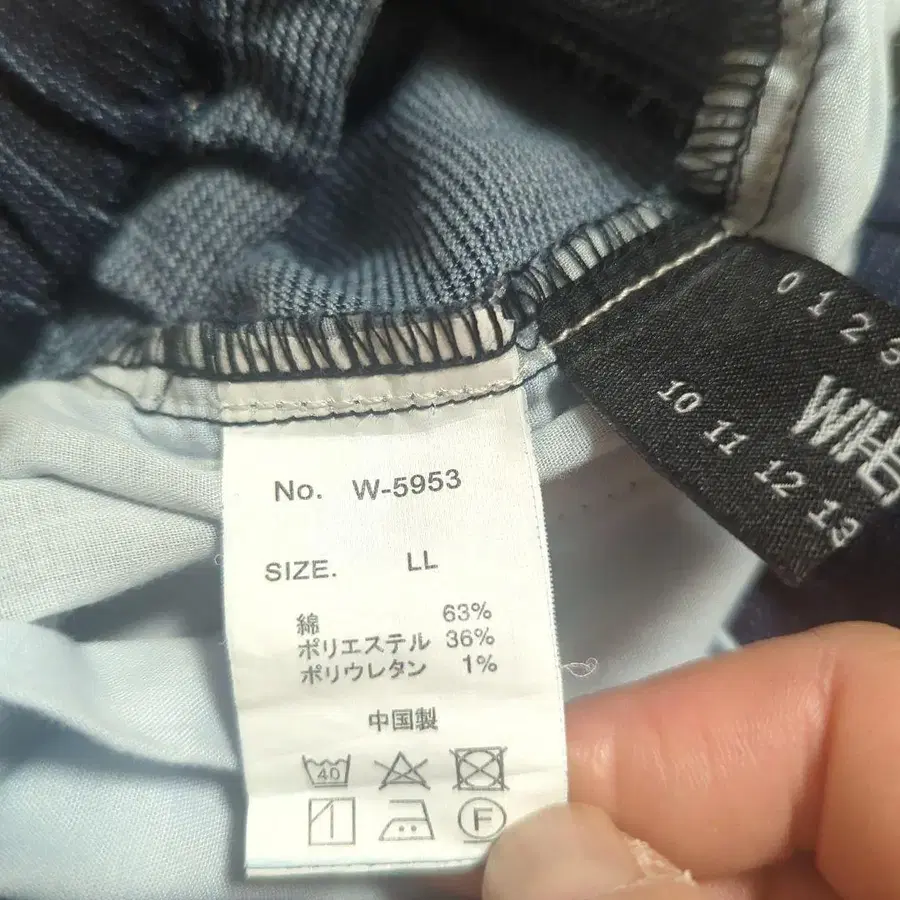 No. W-5953
SIZE. LL
綿 63%
ポリエステル 36%
ポリウレタン 1%
中国製
40
F
0 1 2 3
10 11 12 13